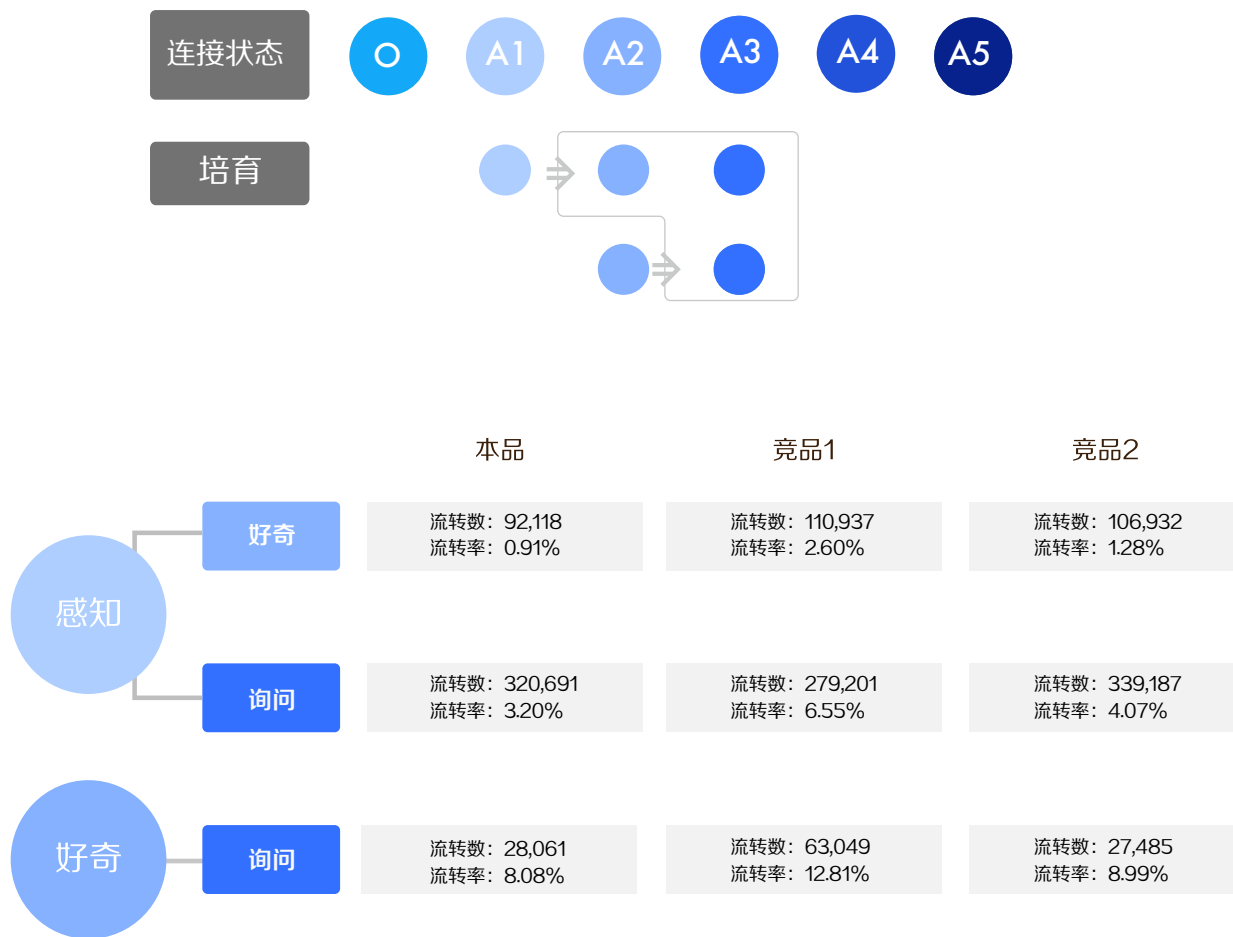 连接状态
O A1 A2 A3 A4 A5
培育
本品 竞品1 竞品2
感知
好奇
流转数：92,118
流转率：0.91%
流转数：110,937
流转率：2.60%
流转数：106,932
流转率：1.28%
询问
流转数：320,691
流转率：3.20%
流转数：279,201
流转率：6.55%
流转数：339,187
流转率：4.07%
好奇
询问
流转数：28,061
流转率：8.08%
流转数：63,049
流转率：12.81%
流转数：27,485
流转率：8.99%